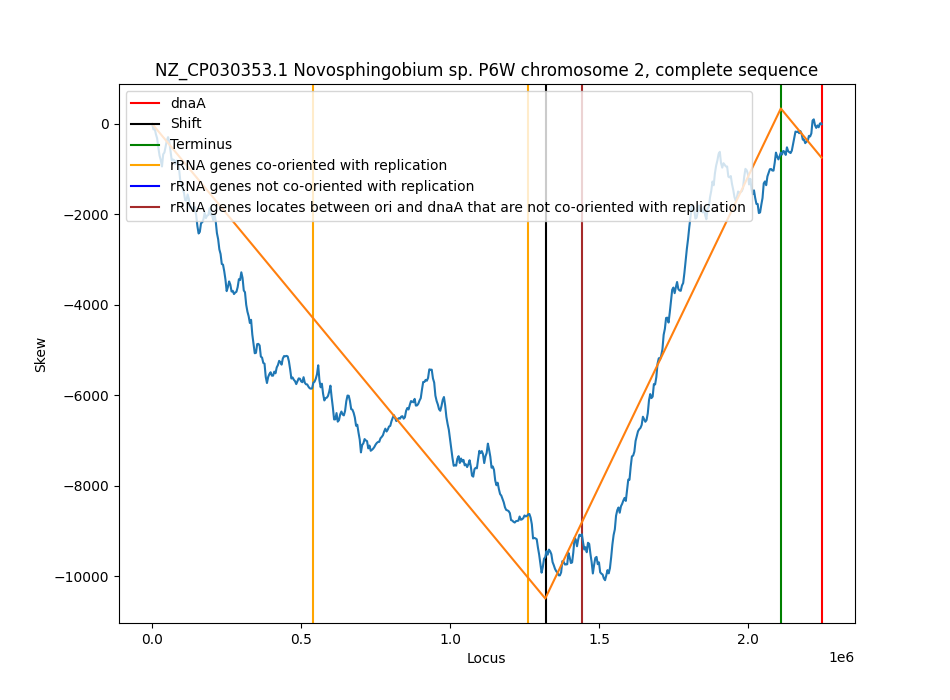 NZ_CP030353.1 Novosphingobium sp. P6W chromosome 2, complete sequence
dnaA
Shift
Terminus
rRNA genes co-oriented with replication
rRNA genes not co-oriented with replication
rRNA genes locates between ori and dnaA that are not co-oriented with replication
0
−2000
−4000
−6000
−8000
−10000
Skew
0.0 0.5 1.0 1.5 2.0
1e6
Locus